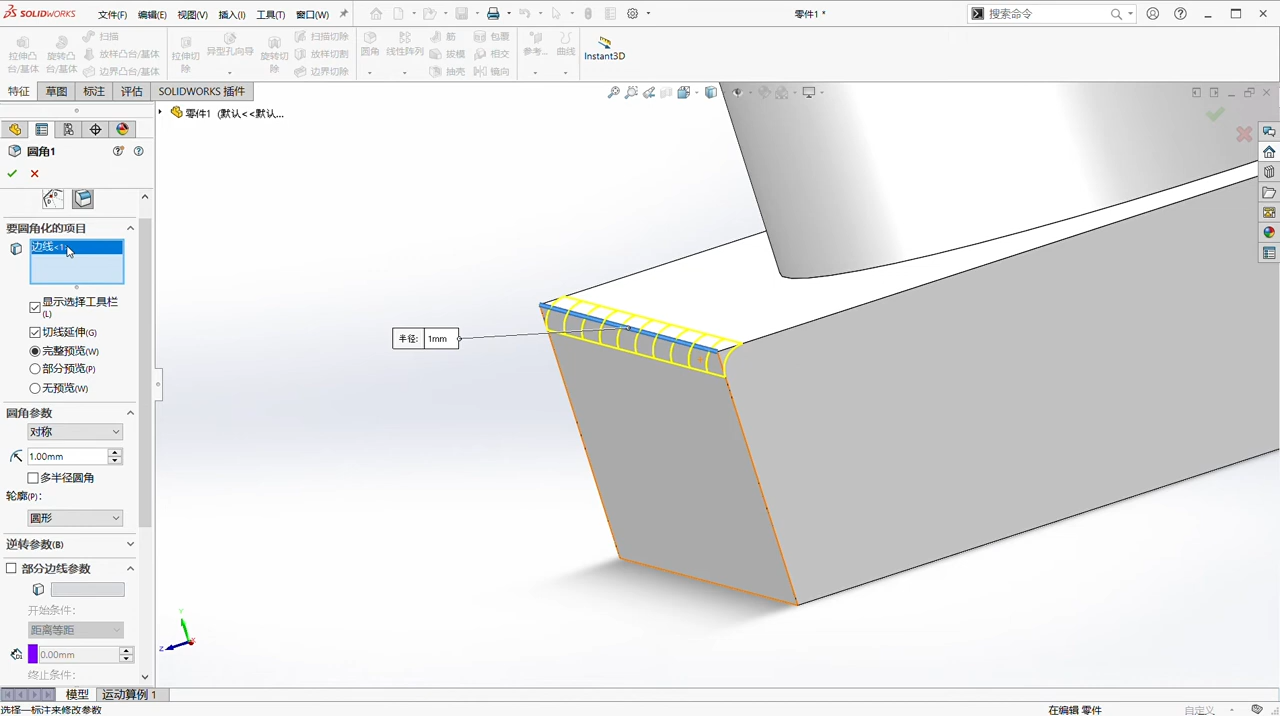 SOLIDWORKS 文件(F) 编辑(E) 视图(V) 插入(I) 工具(T) 窗口(W) 零件1 * 搜索命令
拉伸凸台/基体 旋转凸台/基体 扫描 放样凸台/基体 边界凸台/基体 拉伸切除 异型孔向导 旋转切除 扫描切除 放样切割 边界切除 圆角 线性阵列 筋 拔模 抽壳 包覆 相交 镜向 参考... 曲线 Instant3D
特征 草图 标注 评估 SOLIDWORKS 插件
零件1 (默认<<默认...
圆角1
要圆角化的项目
边线<1>
显示选择工具栏
(L)
切线延伸(G)
完整预览(W)
部分预览(P)
无预览(W)
圆角参数
对称
1.00mm
多半径圆角
轮廓(P):
圆形
逆转参数(B)
部分边线参数
开始条件:
距离等距
0.00mm
终止条件:
半径: 1mm
Y
Z
模型 运动算例 1
选择一标注来修改参数 在编辑 零件 自定义